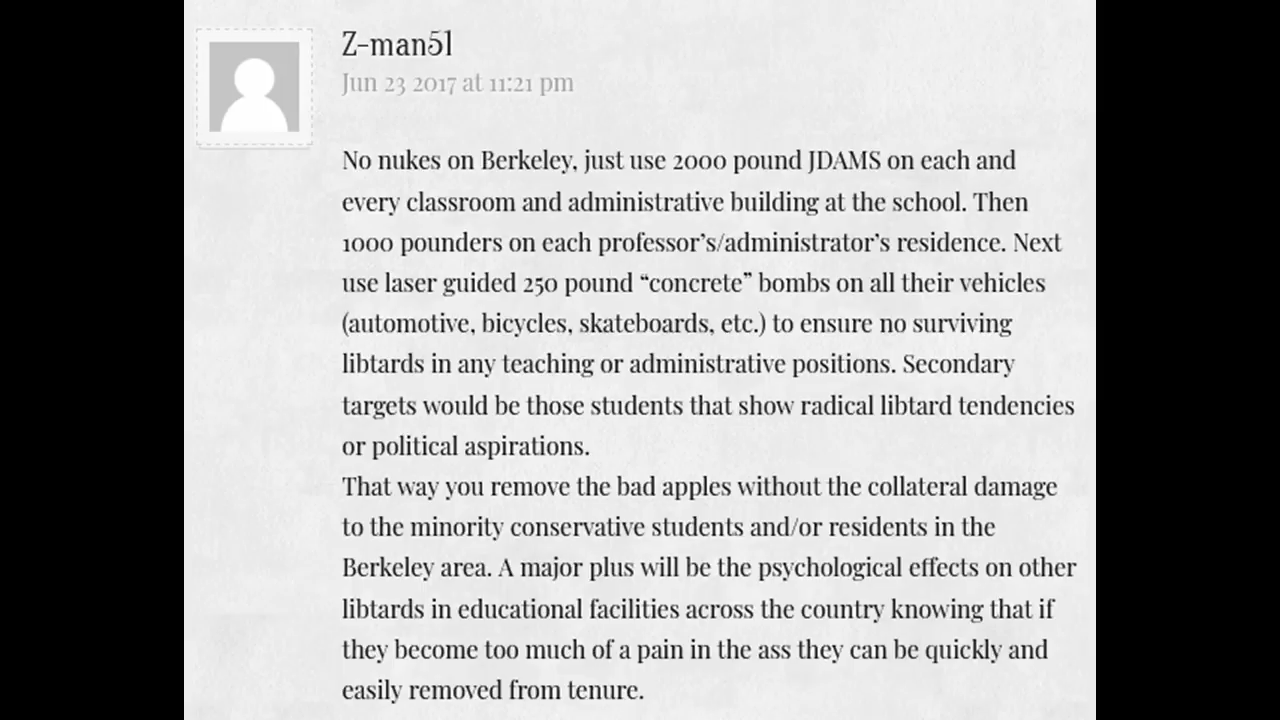 Z-man51
Jun 23 2017 at 11:21 pm
No nukes on Berkeley, just use 2000 pound JDAMS on each and
every classroom and administrative building at the school. Then
1000 pounders on each professor’s/administrator’s residence. Next
use laser guided 250 pound “concrete” bombs on all their vehicles
(automotive, bicycles, skateboards, etc.) to ensure no surviving
libtards in any teaching or administrative positions. Secondary
targets would be those students that show radical libtard tendencies
or political aspirations.
That way you remove the bad apples without the collateral damage
to the minority conservative students and/or residents in the
Berkeley area. A major plus will be the psychological effects on other
libtards in educational facilities across the country knowing that if
they become too much of a pain in the ass they can be quickly and
easily removed from tenure.